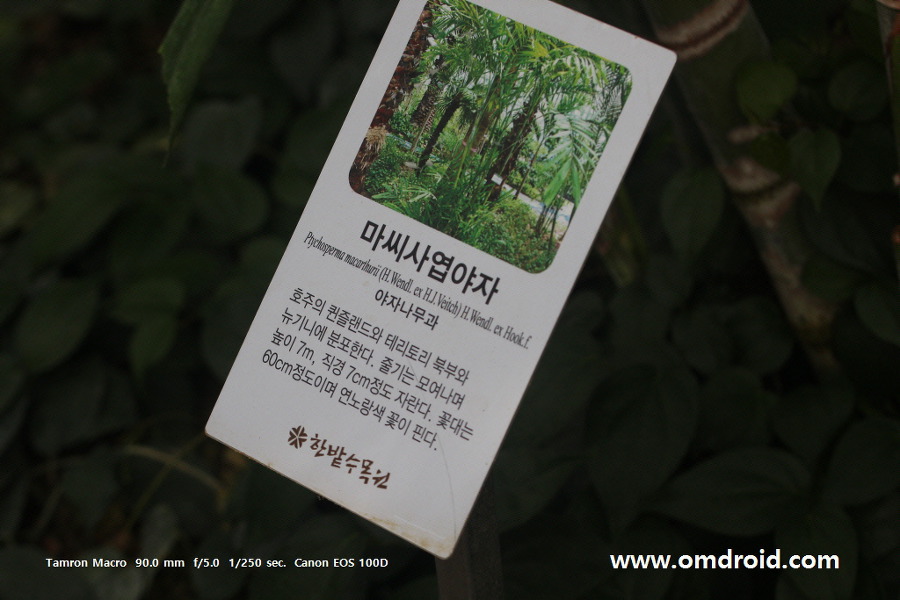 마씨사엽야자
Ptychosperma macarthurii (H.Wendl. ex H.J.Veitch) H.Wendl. ex Hook.f.
야자나무과
호주의 퀸즐랜드와 테리토리 북부와
뉴기니에 분포한다. 줄기는 모여나며
높이 7m, 직경 7cm정도 자란다. 꽃대는
60cm정도이며 연노랑색 꽃이 핀다.
한밭수목원
Tamron Macro 90.0 mm f/5.0 1/250 sec. Canon EOS 100D
www.omdroid.com